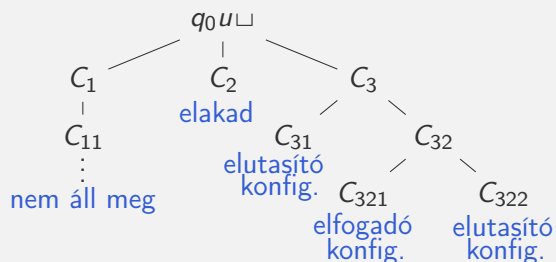 q₀u⊔
C₁ C₂ C₃
elakad
C₁₁ C₃₁ C₃₂
elutasító
konfig.
nem áll meg
C₃₂₁ C₃₂₂
elfogadó elutasító
konfig. konfig.